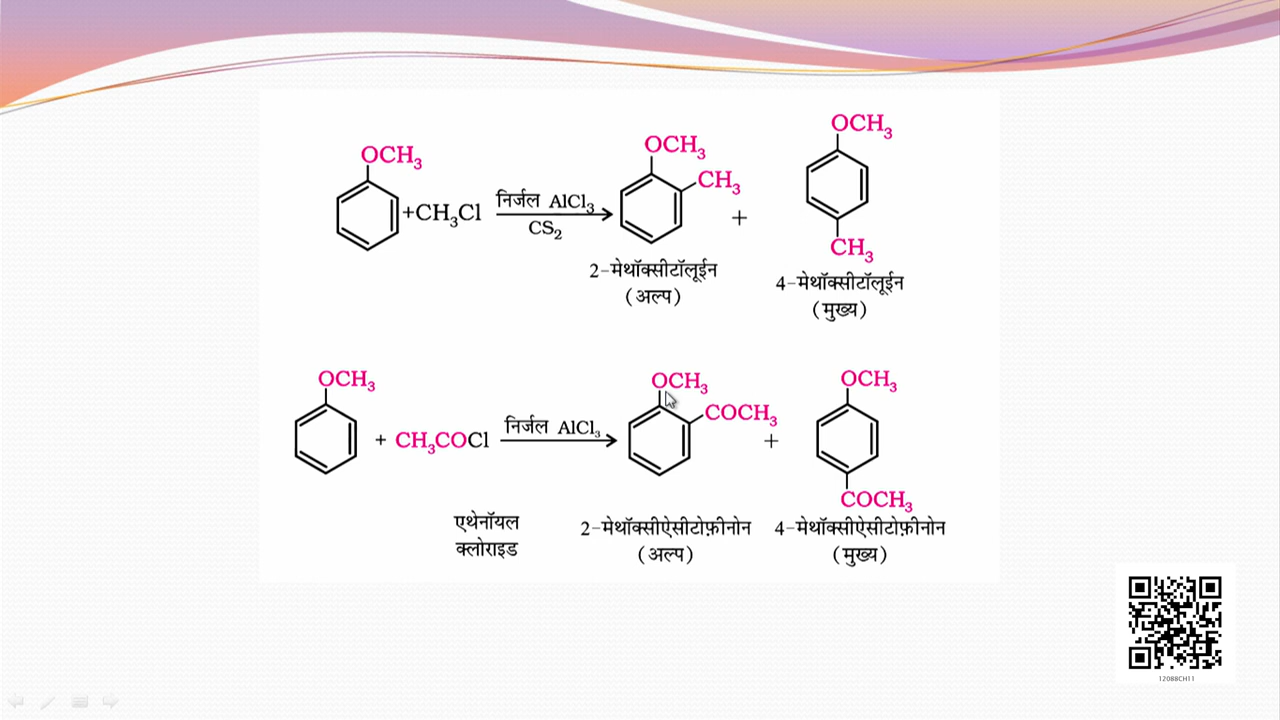 OCH₃
+CH₃Cl
निर्जल AlCl₃
CS₂
OCH₃
CH₃
+
OCH₃
CH₃
2-मेथॉक्सीटॉलूईन
(अल्प)
4-मेथॉक्सीटॉलूईन
(मुख्य)
OCH₃
+ CH₃COCl
निर्जल AlCl₃
OCH₃
COCH₃
+
OCH₃
COCH₃
एथेनॉयल
क्लोराइड
2-मेथॉक्सीऐसीटोफ़ीनोन
(अल्प)
4-मेथॉक्सीऐसीटोफ़ीनोन
(मुख्य)
12088CH11